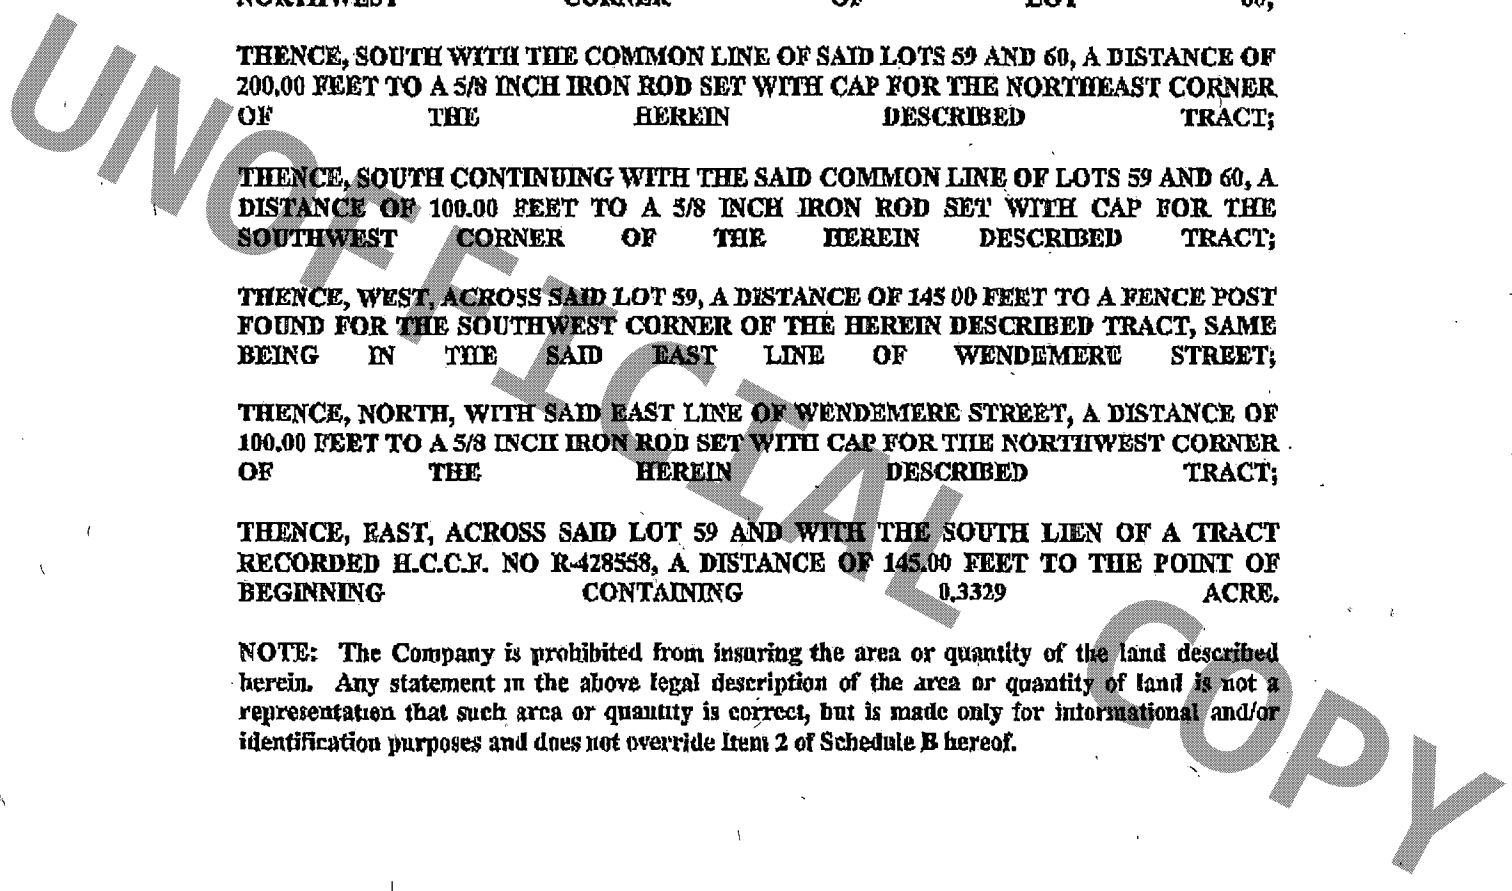 NORTHWEST CORNER OF LOT 60,
THENCE, SOUTH WITH THE COMMON LINE OF SAID LOTS 59 AND 60, A DISTANCE OF
200.00 FEET TO A 5/8 INCH IRON ROD SET WITH CAP FOR THE NORTHEAST CORNER
OF THE HEREIN DESCRIBED TRACT;
THENCE, SOUTH CONTINUING WITH THE SAID COMMON LINE OF LOTS 59 AND 60, A
DISTANCE OF 100.00 FEET TO A 5/8 INCH IRON ROD SET WITH CAP FOR THE
SOUTHWEST CORNER OF THE HEREIN DESCRIBED TRACT;
THENCE, WEST, ACROSS SAID LOT 59, A DISTANCE OF 145 00 FEET TO A FENCE POST
FOUND FOR THE SOUTHWEST CORNER OF THE HEREIN DESCRIBED TRACT, SAME
BEING IN THE SAID EAST LINE OF WENDEMERE STREET;
THENCE, NORTH, WITH SAID EAST LINE OF WENDEMERE STREET, A DISTANCE OF
100.00 FEET TO A 5/8 INCH IRON ROD SET WITH CAP FOR THE NORTHWEST CORNER
OF THE HEREIN DESCRIBED TRACT;
THENCE, EAST, ACROSS SAID LOT 59 AND WITH THE SOUTH LIEN OF A TRACT
RECORDED H.C.C.F. NO R-428558, A DISTANCE OF 145.00 FEET TO THE POINT OF
BEGINNING CONTAINING 0.3329 ACRE.
NOTE: The Company is prohibited from insuring the area or quantity of the land described
herein. Any statement in the above legal description of the area or quantity of land is not a
representation that such area or quantity is correct, but is made only for informational and/or
identification purposes and does not override Item 2 of Schedule B hereof.
UNOFFICIAL COPY